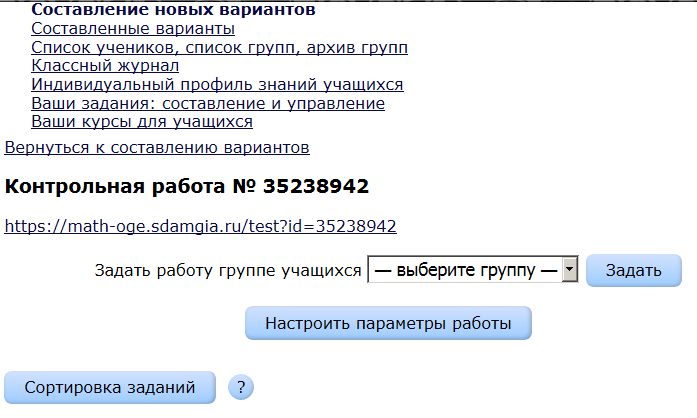 Составление новых вариантов
Составленные варианты
Список учеников, список групп, архив групп
Классный журнал
Индивидуальный профиль знаний учащихся
Ваши задания: составление и управление
Ваши курсы для учащихся
Вернуться к составлению вариантов
Контрольная работа № 35238942
https://math-oge.sdamgia.ru/test?id=35238942
Задать работу группе учащихся — выберите группу — Задать
Настроить параметры работы
Сортировка заданий ?